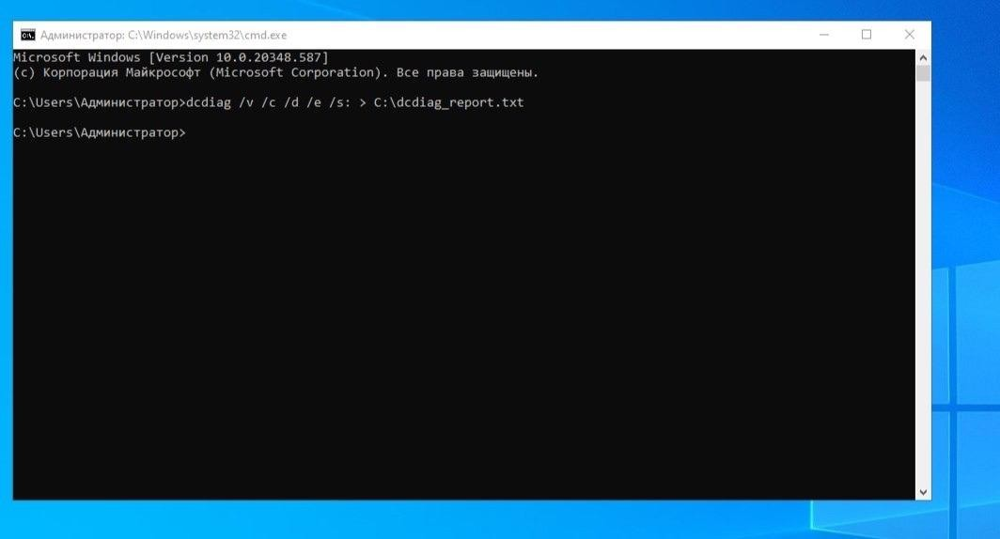 Администратор: C:\Windows\system32\cmd.exe
Microsoft Windows [Version 10.0.20348.587]
(c) Корпорация Майкрософт (Microsoft Corporation). Все права защищены.
C:\Users\Администратор>dcdiag /v /c /d /e /s: > C:\dcdiag_report.txt
C:\Users\Администратор>